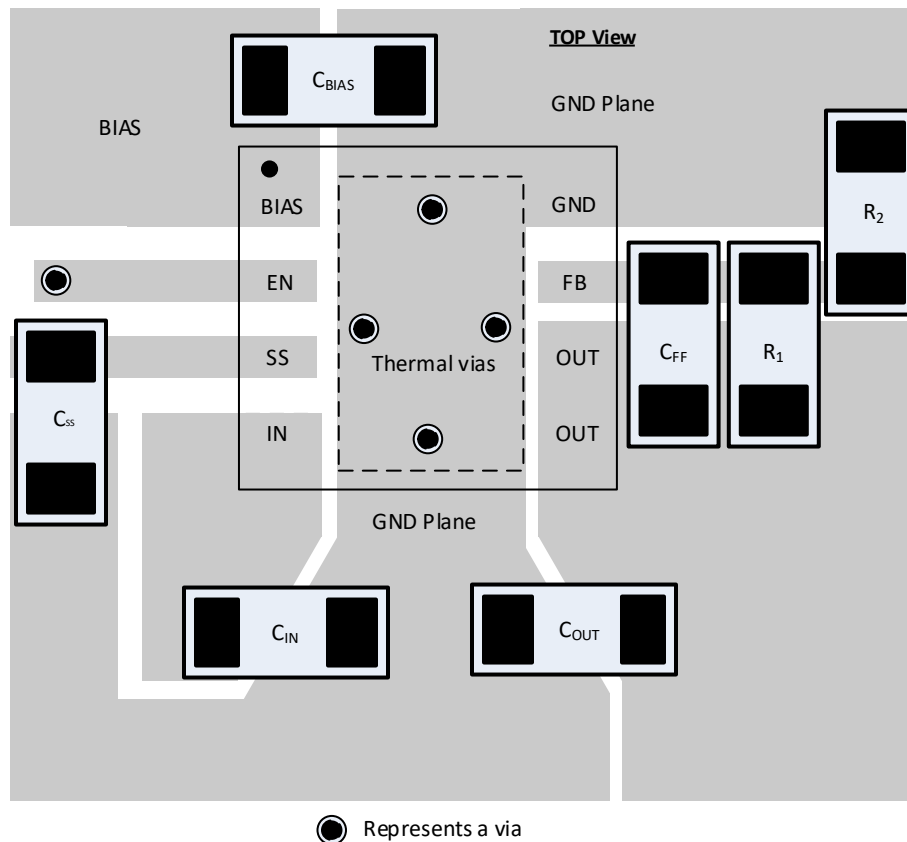 TOP View
C_BIAS
GND Plane
BIAS
BIAS
GND
R_2
EN
FB
SS
Thermal vias
OUT
C_FF
R_1
C_SS
IN
OUT
GND Plane
C_IN
C_OUT
Represents a via